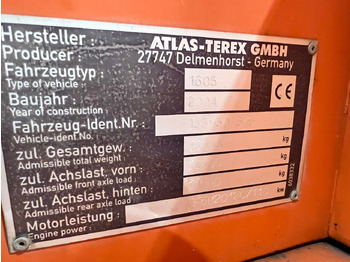 Hersteller : ATLAS-TEREX GMBH
Producer : 27747 Delmenhorst - Germany
Fahrzeugtyp: 1605
Type of vehicle :
Baujahr: 2004
Year of construction
CE
Fahrzeug-Ident.Nr.
Vehicle-ident.No. :
zul. Gesamtgew. kg
Admissible total weight :
zul. Achslast, vorn : kg
Admissible front axle load :
zul. Achslast, hinten kg
Admissible rear axle load
Motorleistung: kw
Engine power :